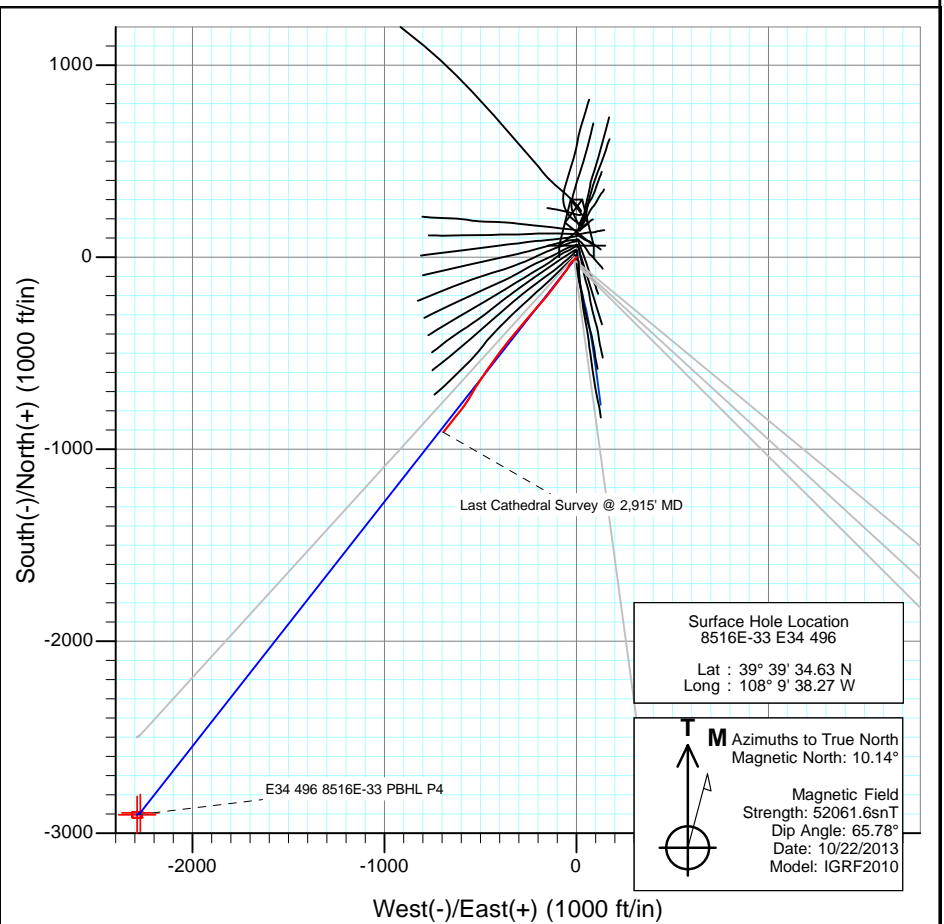 South(-)/North(+) (1000 ft/in)
1000
0
-1000
-2000
-3000
-2000
-1000
0
West(-)/East(+) (1000 ft/in)
Last Cathedral Survey @ 2,915' MD
E34 496 8516E-33 PBHL P4
Surface Hole Location
8516E-33 E34 496
Lat : 39° 39' 34.63 N
Long : 108° 9' 38.27 W
T
M
Azimuths to True North
Magnetic North: 10.14°
Magnetic Field
Strength: 52061.6snT
Dip Angle: 65.78°
Date: 10/22/2013
Model: IGRF2010